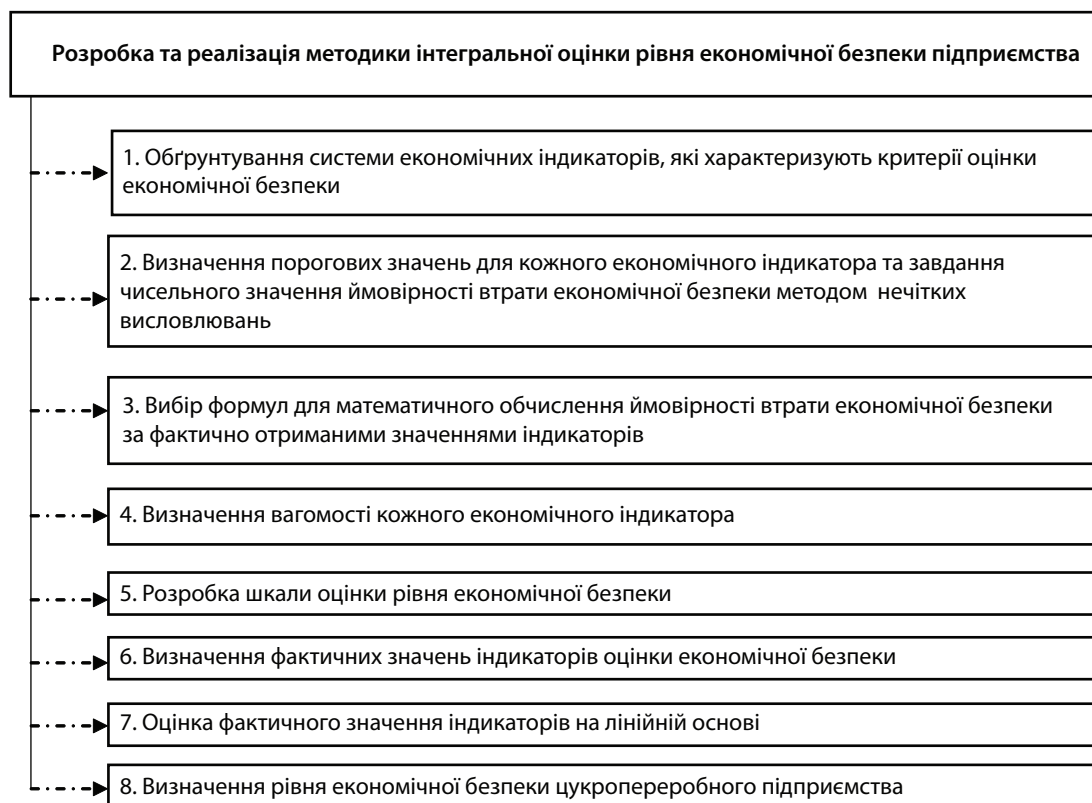 Розробка та реалізація методики інтегральної оцінки рівня економічної безпеки підприємства
1. Обґрунтування системи економічних індикаторів, які характеризують критерії оцінки
економічної безпеки
2. Визначення порогових значень для кожного економічного індикатора та завдання
чисельного значення ймовірності втрати економічної безпеки методом нечітких
висловлювань
3. Вибір формул для математичного обчислення ймовірності втрати економічної безпеки
за фактично отриманими значеннями індикаторів
4. Визначення вагомості кожного економічного індикатора
5. Розробка шкали оцінки рівня економічної безпеки
6. Визначення фактичних значень індикаторів оцінки економічної безпеки
7. Оцінка фактичного значення індикаторів на лінійній основі
8. Визначення рівня економічної безпеки цукропереробного підприємства